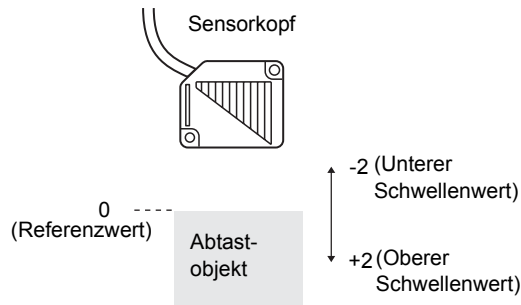 Sensorkopf
-2 (Unterer
Schwellenwert)
0
(Referenzwert)
Abtast-
objekt
+2 (Oberer
Schwellenwert)